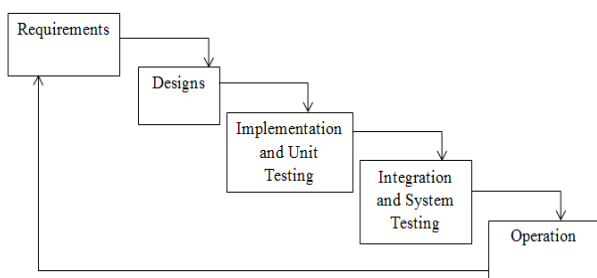 Requirements
Designs
Implementation
and Unit
Testing
Integration
and System
Testing
Operation